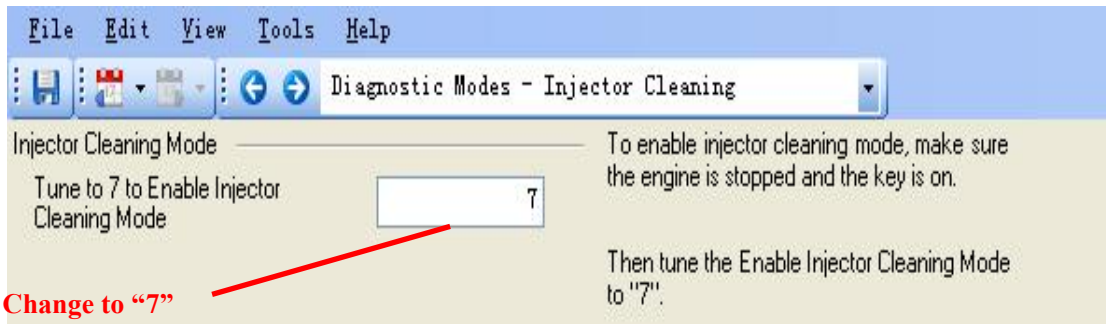 File Edit View Tools Help
Diagnostic Modes - Injector Cleaning
Injector Cleaning Mode
Tune to 7 to Enable Injector
Cleaning Mode
7
To enable injector cleaning mode, make sure
the engine is stopped and the key is on.
Then tune the Enable Injector Cleaning Mode
to "7".
Change to “7”